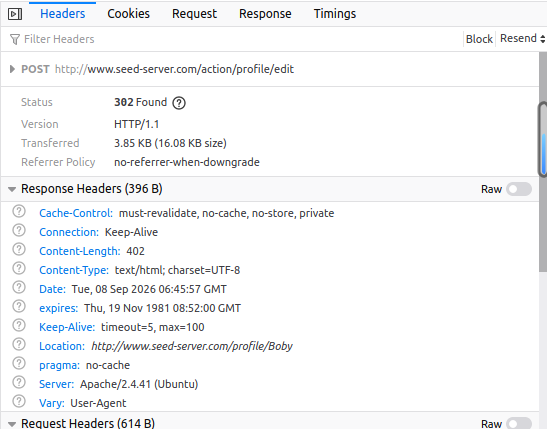 Headers Cookies Request Response Timings
Filter Headers Block Resend
POST http://www.seed-server.com/action/profile/edit
Status 302 Found ?
Version HTTP/1.1
Transferred 3.85 KB (16.08 KB size)
Referrer Policy no-referrer-when-downgrade
Response Headers (396 B) Raw
? Cache-Control: must-revalidate, no-cache, no-store, private
? Connection: Keep-Alive
? Content-Length: 402
? Content-Type: text/html; charset=UTF-8
? Date: Tue, 08 Sep 2026 06:45:57 GMT
? expires: Thu, 19 Nov 1981 08:52:00 GMT
? Keep-Alive: timeout=5, max=100
? Location: http://www.seed-server.com/profile/Boby
? pragma: no-cache
? Server: Apache/2.4.41 (Ubuntu)
? Vary: User-Agent
Request Headers (614 B) Raw